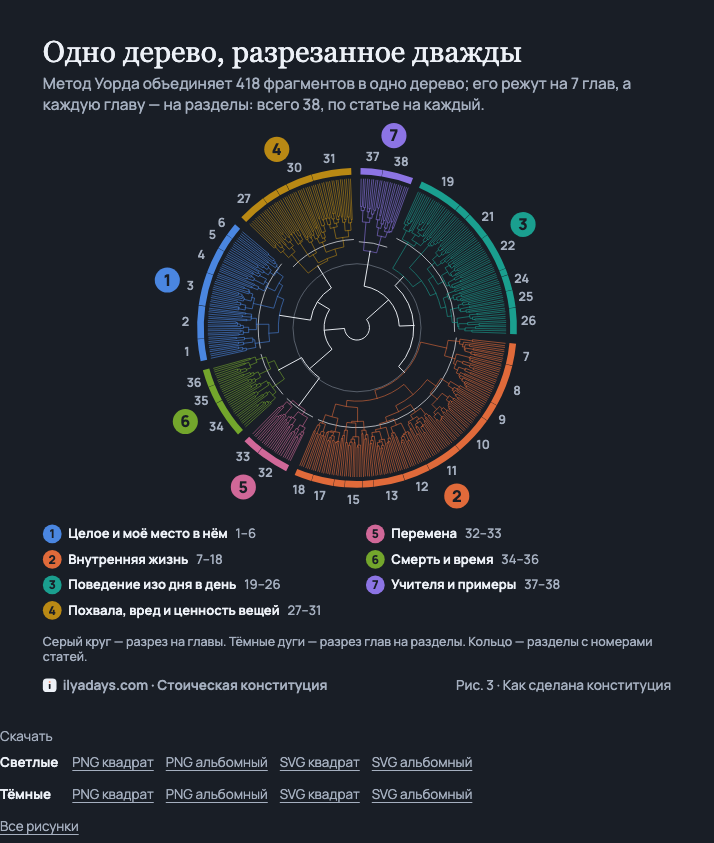 Одно дерево, разрезанное дважды
Метод Уорда объединяет 418 фрагментов в одно дерево; его режут на 7 глав, а
каждую главу — на разделы: всего 38, по статье на каждый.
7
4
37
38
31
30
19
27
21
3
6
5
22
4
1
24
3
25
2
26
1
7
36
8
35
6
34
9
10
33
32
11
5
18
17
15
13
12
2
1 Целое и моё место в нём 1–6
2 Внутренняя жизнь 7–18
3 Поведение изо дня в день 19–26
4 Похвала, вред и ценность вещей 27–31
5 Перемена 32–33
6 Смерть и время 34–36
7 Учителя и примеры 37–38
Серый круг — разрез на главы. Тёмные дуги — разрез глав на разделы. Кольцо — разделы с номерами
статей.
ilyadays.com · Стоическая конституция
Рис. 3 · Как сделана конституция
Скачать
Светлые PNG квадрат PNG альбомный SVG квадрат SVG альбомный
Тёмные PNG квадрат PNG альбомный SVG квадрат SVG альбомный
Все рисунки